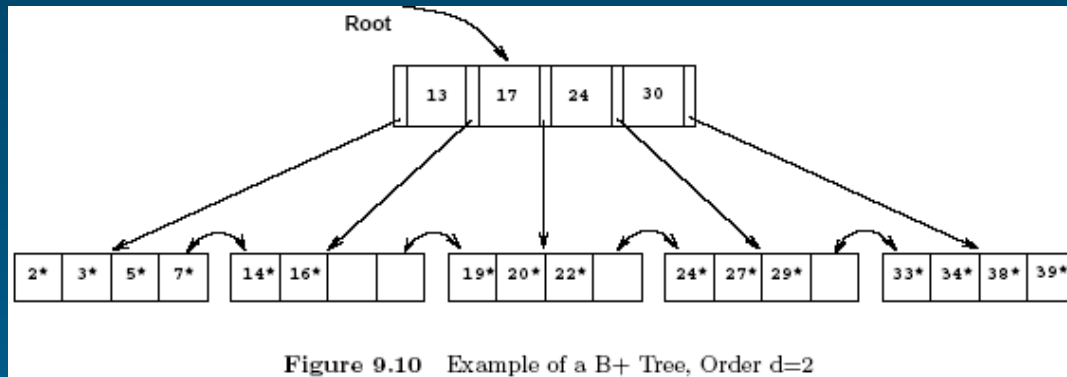 Root
13 17 24 30
2* 3* 5* 7* 14* 16* 19* 20* 22* 24* 27* 29* 33* 34* 38* 39*
Figure 9.10 Example of a B+ Tree, Order d=2